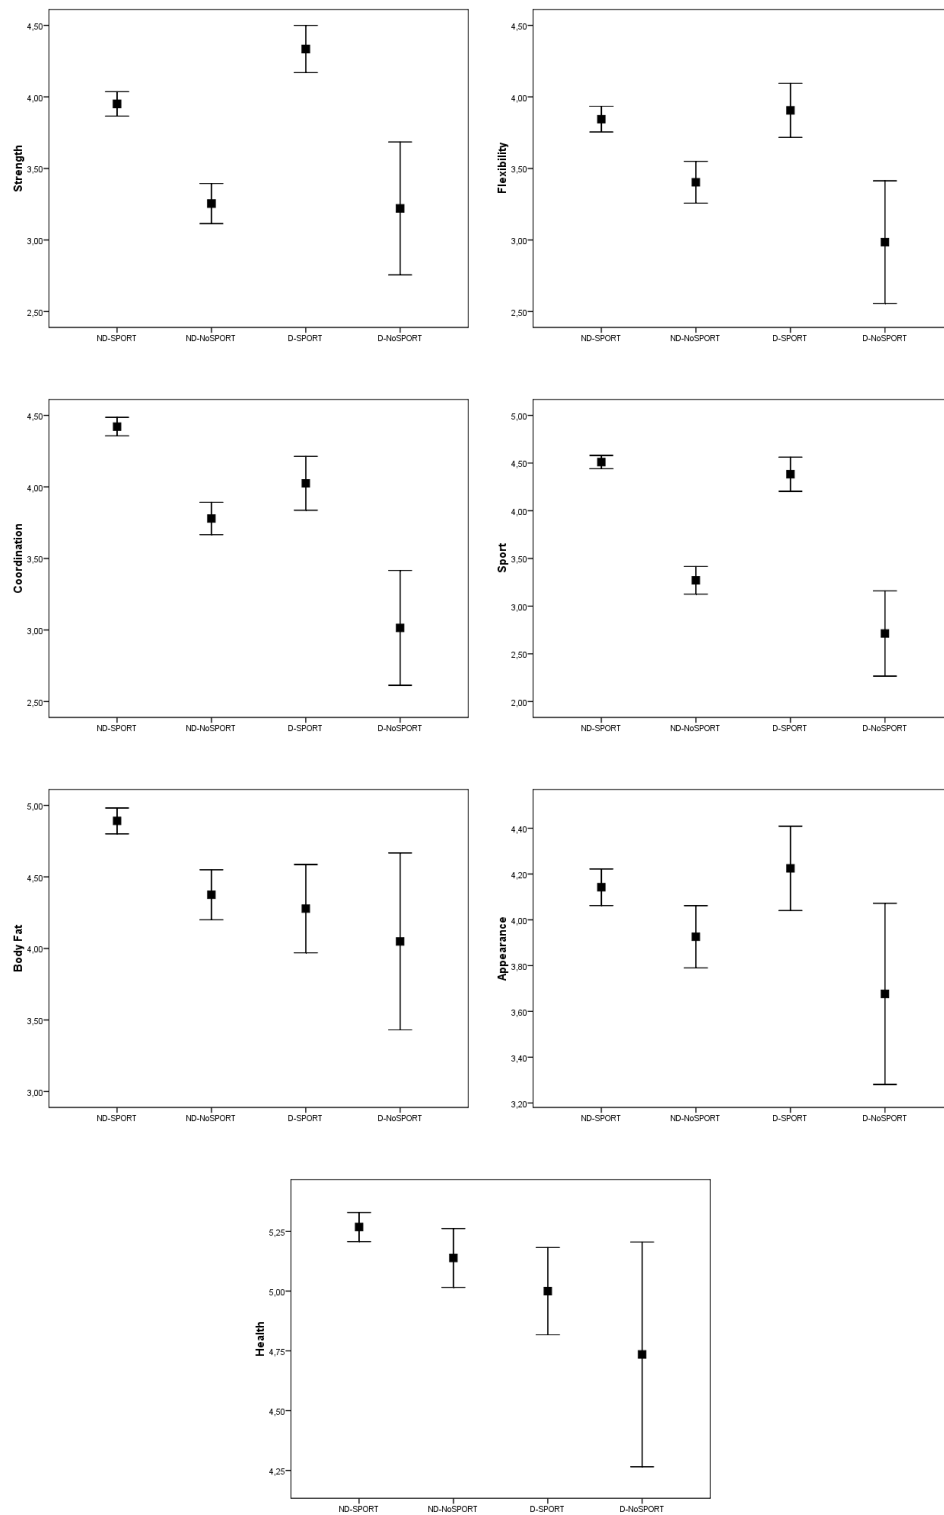 Strength
4,50
4,00
3,50
3,00
2,50
ND-SPORT ND-NoSPORT D-SPORT D-NoSPORT
Flexibility
4,50
4,00
3,50
3,00
2,50
ND-SPORT ND-NoSPORT D-SPORT D-NoSPORT
Coordination
4,50
4,00
3,50
3,00
2,50
ND-SPORT ND-NoSPORT D-SPORT D-NoSPORT
Sport
5,00
4,50
4,00
3,50
3,00
2,50
2,00
ND-SPORT ND-NoSPORT D-SPORT D-NoSPORT
Body Fat
5,00
4,50
4,00
3,50
3,00
ND-SPORT ND-NoSPORT D-SPORT D-NoSPORT
Appearance
4,40
4,20
4,00
3,80
3,60
3,40
3,20
ND-SPORT ND-NoSPORT D-SPORT D-NoSPORT
Health
5,25
5,00
4,75
4,50
4,25
ND-SPORT ND-NoSPORT D-SPORT D-NoSPORT